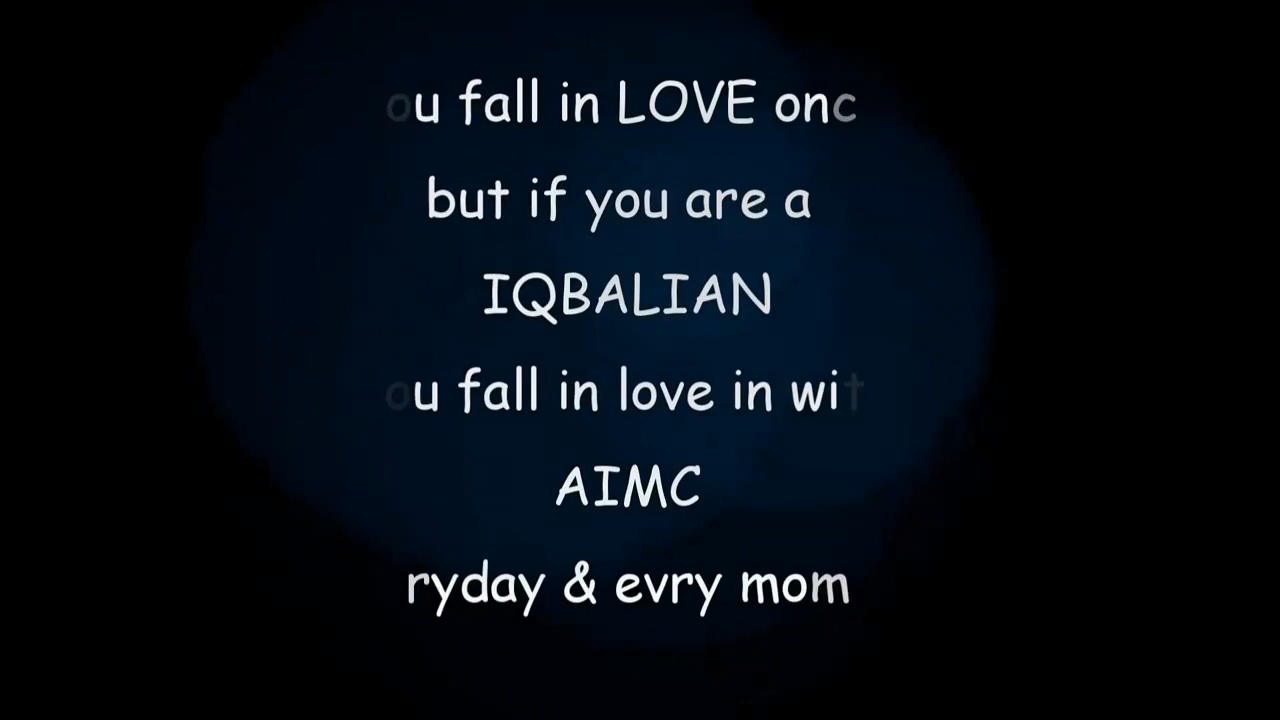 ou fall in LOVE onc
but if you are a
IQBALIAN
ou fall in love in wit
AIMC
ryday & evry mom